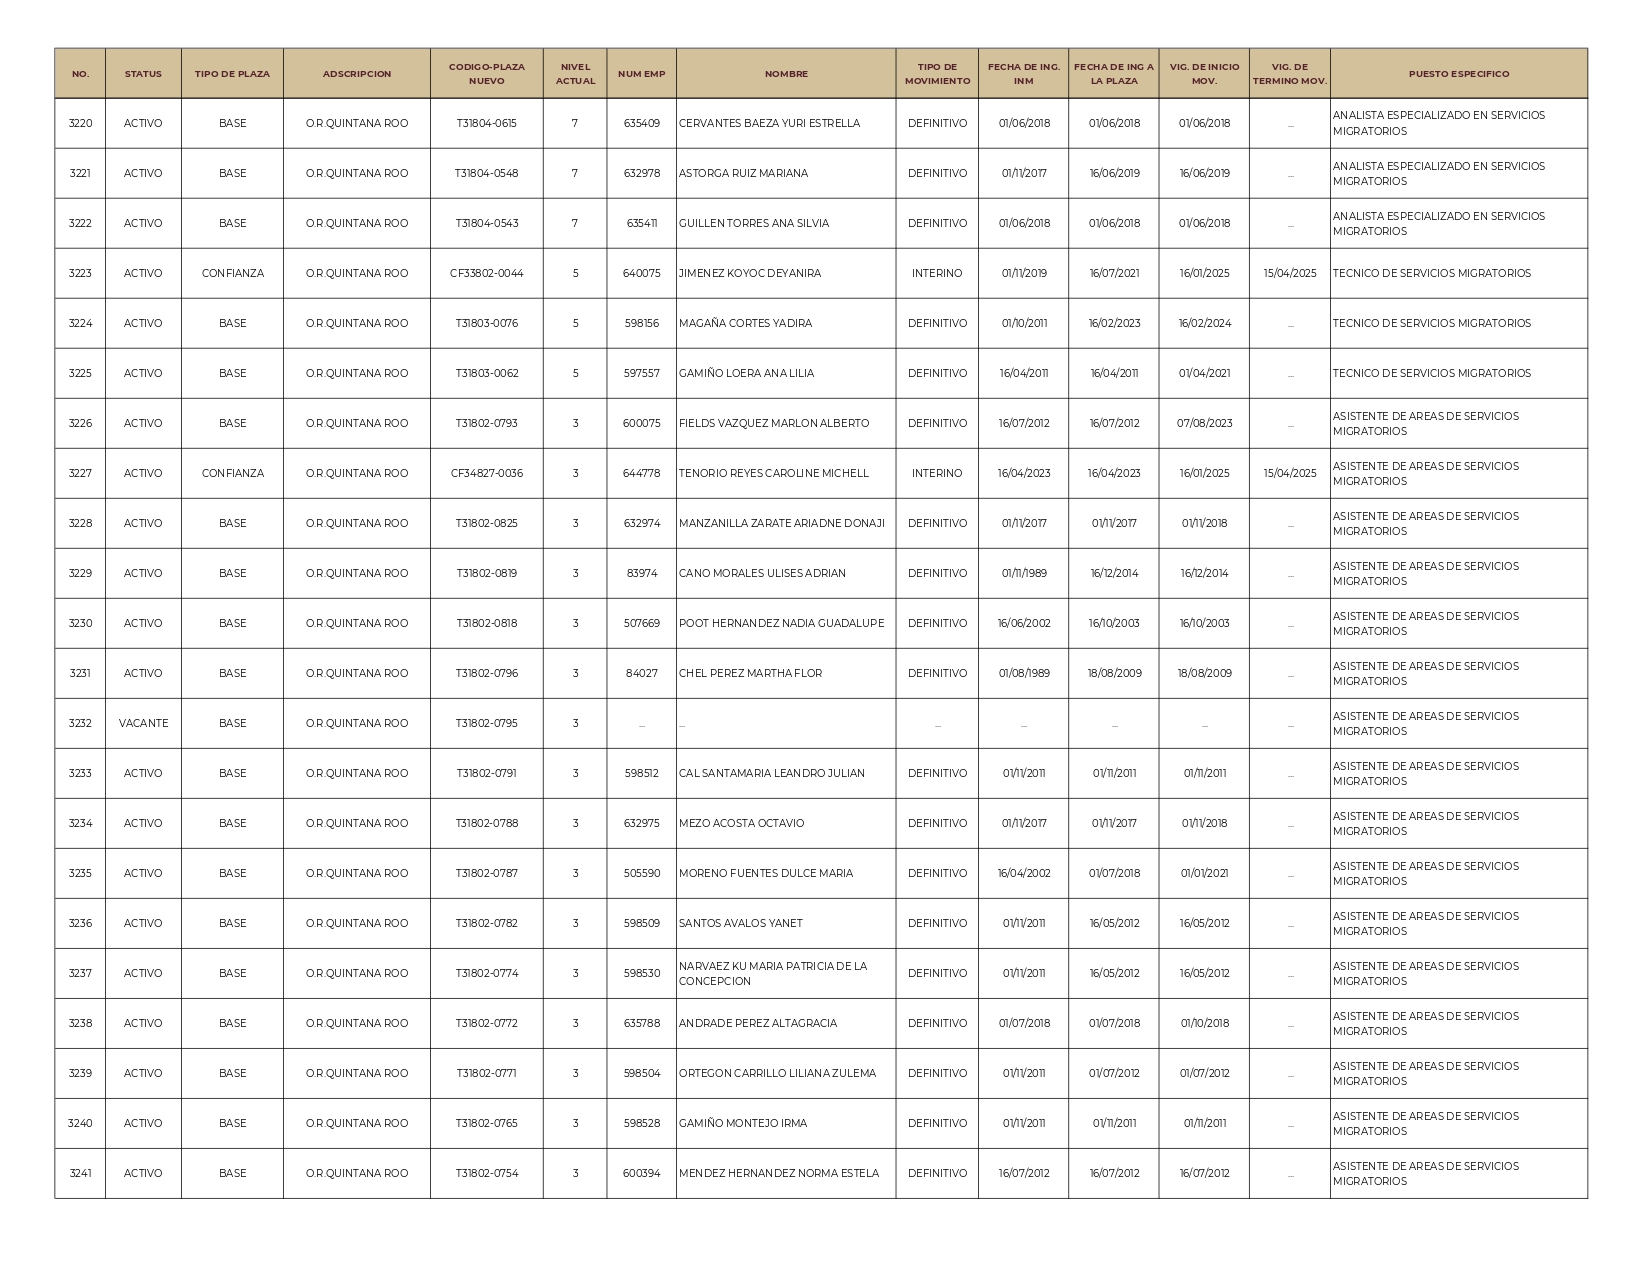 NO. STATUS TIPO DE PLAZA ADSCRIPCION CODIGO-PLAZA NUEVO NIVEL ACTUAL NUM EMP NOMBRE TIPO DE MOVIMIENTO FECHA DE ING. INM FECHA DE ING A LA PLAZA VIG. DE INICIO MOV. VIG. DE TERMINO MOV. PUESTO ESPECIFICO
3220 ACTIVO BASE O.R.QUINTANA ROO T31804-0615 7 635409 CERVANTES BAEZA YURI ESTRELLA DEFINITIVO 01/06/2018 01/06/2018 01/06/2018 ... ANALISTA ESPECIALIZADO EN SERVICIOS MIGRATORIOS
3221 ACTIVO BASE O.R.QUINTANA ROO T31804-0548 7 632978 ASTORGA RUIZ MARIANA DEFINITIVO 01/11/2017 16/06/2019 16/06/2019 ... ANALISTA ESPECIALIZADO EN SERVICIOS MIGRATORIOS
3222 ACTIVO BASE O.R.QUINTANA ROO T31804-0543 7 635411 GUILLEN TORRES ANA SILVIA DEFINITIVO 01/06/2018 01/06/2018 01/06/2018 ... ANALISTA ESPECIALIZADO EN SERVICIOS MIGRATORIOS
3223 ACTIVO CONFIANZA O.R.QUINTANA ROO CF33802-0044 5 640075 JIMENEZ KOYOC DEYANIRA INTERINO 01/11/2019 16/07/2021 16/01/2025 15/04/2025 TECNICO DE SERVICIOS MIGRATORIOS
3224 ACTIVO BASE O.R.QUINTANA ROO T31803-0076 5 598156 MAGAÑA CORTES YADIRA DEFINITIVO 01/10/2011 16/02/2023 16/02/2024 ... TECNICO DE SERVICIOS MIGRATORIOS
3225 ACTIVO BASE O.R.QUINTANA ROO T31803-0062 5 597557 GAMIÑO LOERA ANA LILIA DEFINITIVO 16/04/2011 16/04/2011 01/04/2021 ... TECNICO DE SERVICIOS MIGRATORIOS
3226 ACTIVO BASE O.R.QUINTANA ROO T31802-0793 3 600075 FIELDS VAZQUEZ MARLON ALBERTO DEFINITIVO 16/07/2012 16/07/2012 07/08/2023 ... ASISTENTE DE AREAS DE SERVICIOS MIGRATORIOS
3227 ACTIVO CONFIANZA O.R.QUINTANA ROO CF34827-0036 3 644778 TENORIO REYES CAROLINE MICHELL INTERINO 16/04/2023 16/04/2023 16/01/2025 15/04/2025 ASISTENTE DE AREAS DE SERVICIOS MIGRATORIOS
3228 ACTIVO BASE O.R.QUINTANA ROO T31802-0825 3 632974 MANZANILLA ZARATE ARIADNE DONAJI DEFINITIVO 01/11/2017 01/11/2017 01/11/2018 ... ASISTENTE DE AREAS DE SERVICIOS MIGRATORIOS
3229 ACTIVO BASE O.R.QUINTANA ROO T31802-0819 3 83974 CANO MORALES ULISES ADRIAN DEFINITIVO 01/11/1989 16/12/2014 16/12/2014 ... ASISTENTE DE AREAS DE SERVICIOS MIGRATORIOS
3230 ACTIVO BASE O.R.QUINTANA ROO T31802-0818 3 507669 POOT HERNANDEZ NADIA GUADALUPE DEFINITIVO 16/06/2002 16/10/2003 16/10/2003 ... ASISTENTE DE AREAS DE SERVICIOS MIGRATORIOS
3231 ACTIVO BASE O.R.QUINTANA ROO T31802-0796 3 84027 CHEL PEREZ MARTHA FLOR DEFINITIVO 01/08/1989 18/08/2009 18/08/2009 ... ASISTENTE DE AREAS DE SERVICIOS MIGRATORIOS
3232 VACANTE BASE O.R.QUINTANA ROO T31802-0795 3 ... ... ... ... ... ... ... ASISTENTE DE AREAS DE SERVICIOS MIGRATORIOS
3233 ACTIVO BASE O.R.QUINTANA ROO T31802-0791 3 598512 CAL SANTAMARIA LEANDRO JULIAN DEFINITIVO 01/11/2011 01/11/2011 01/11/2011 ... ASISTENTE DE AREAS DE SERVICIOS MIGRATORIOS
3234 ACTIVO BASE O.R.QUINTANA ROO T31802-0788 3 632975 MEZO ACOSTA OCTAVIO DEFINITIVO 01/11/2017 01/11/2017 01/11/2018 ... ASISTENTE DE AREAS DE SERVICIOS MIGRATORIOS
3235 ACTIVO BASE O.R.QUINTANA ROO T31802-0787 3 505590 MORENO FUENTES DULCE MARIA DEFINITIVO 16/04/2002 01/07/2018 01/01/2021 ... ASISTENTE DE AREAS DE SERVICIOS MIGRATORIOS
3236 ACTIVO BASE O.R.QUINTANA ROO T31802-0782 3 598509 SANTOS AVALOS YANET DEFINITIVO 01/11/2011 16/05/2012 16/05/2012 ... ASISTENTE DE AREAS DE SERVICIOS MIGRATORIOS
3237 ACTIVO BASE O.R.QUINTANA ROO T31802-0774 3 598530 NARVAEZ KU MARIA PATRICIA DE LA CONCEPCION DEFINITIVO 01/11/2011 16/05/2012 16/05/2012 ... ASISTENTE DE AREAS DE SERVICIOS MIGRATORIOS
3238 ACTIVO BASE O.R.QUINTANA ROO T31802-0772 3 635788 ANDRADE PEREZ ALTAGRACIA DEFINITIVO 01/07/2018 01/07/2018 01/10/2018 ... ASISTENTE DE AREAS DE SERVICIOS MIGRATORIOS
3239 ACTIVO BASE O.R.QUINTANA ROO T31802-0771 3 598504 ORTEGON CARRILLO LILIANA ZULEMA DEFINITIVO 01/11/2011 01/07/2012 01/07/2012 ... ASISTENTE DE AREAS DE SERVICIOS MIGRATORIOS
3240 ACTIVO BASE O.R.QUINTANA ROO T31802-0765 3 598528 GAMIÑO MONTEJO IRMA DEFINITIVO 01/11/2011 01/11/2011 01/11/2011 ... ASISTENTE DE AREAS DE SERVICIOS MIGRATORIOS
3241 ACTIVO BASE O.R.QUINTANA ROO T31802-0754 3 600394 MENDEZ HERNANDEZ NORMA ESTELA DEFINITIVO 16/07/2012 16/07/2012 16/07/2012 ... ASISTENTE DE AREAS DE SERVICIOS MIGRATORIOS